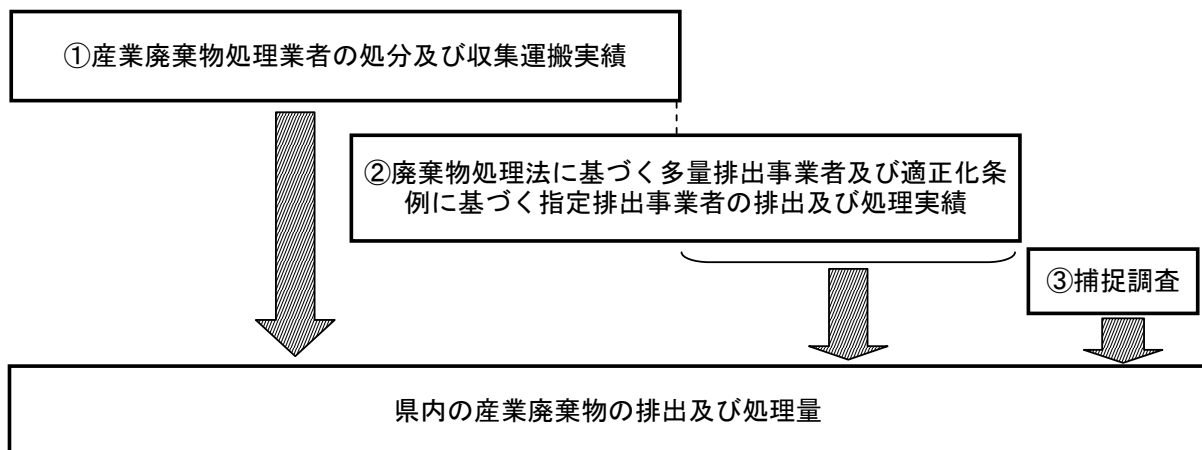 ①産業廃棄物処理業者の処分及び収集運搬実績
②廃棄物処理法に基づく多量排出事業者及び適正化条
例に基づく指定排出事業者の排出及び処理実績
③捕捉調査
県内の産業廃棄物の排出及び処理量